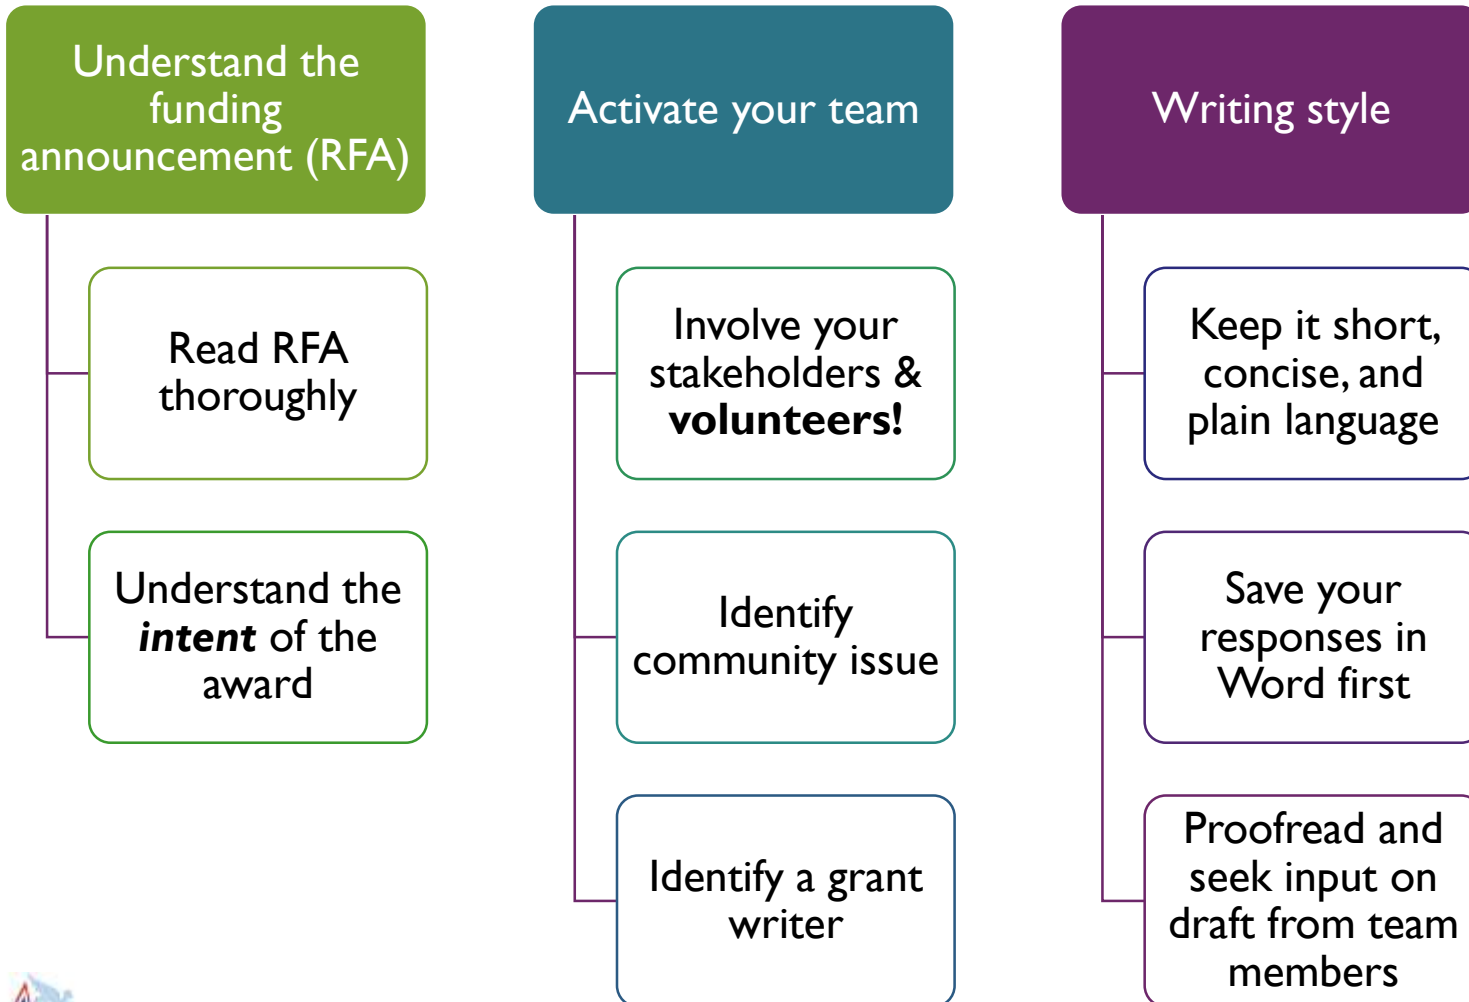 Understand the
funding
announcement (RFA)
Read RFA
thoroughly
Understand the
intent of the
award
Activate your team
Involve your
stakeholders &
volunteers!
Identify
community issue
Identify a grant
writer
Writing style
Keep it short,
concise, and
plain language
Save your
responses in
Word first
Proofread and
seek input on
draft from team
members